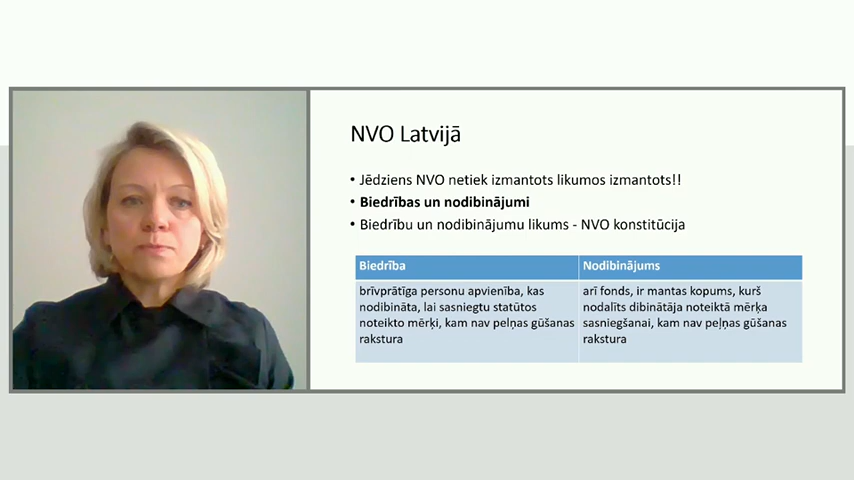 NVO Latvijā
• Jēdziens NVO netiek izmantots likumos izmantots!!
• Biedrības un nodibinājumi
• Biedrību un nodibinājumu likums - NVO konstitūcija
Biedrība
brīvprātīga personu apvienība, kas
nodibināta, lai sasniegtu statūtos
noteikto mērķi, kam nav peļņas gūšanas
rakstura
Nodibinājums
arī fonds, ir mantas kopums, kurš
nodalīts dibinātāja noteiktā mērķa
sasniegšanai, kam nav peļņas gūšanas
rakstura